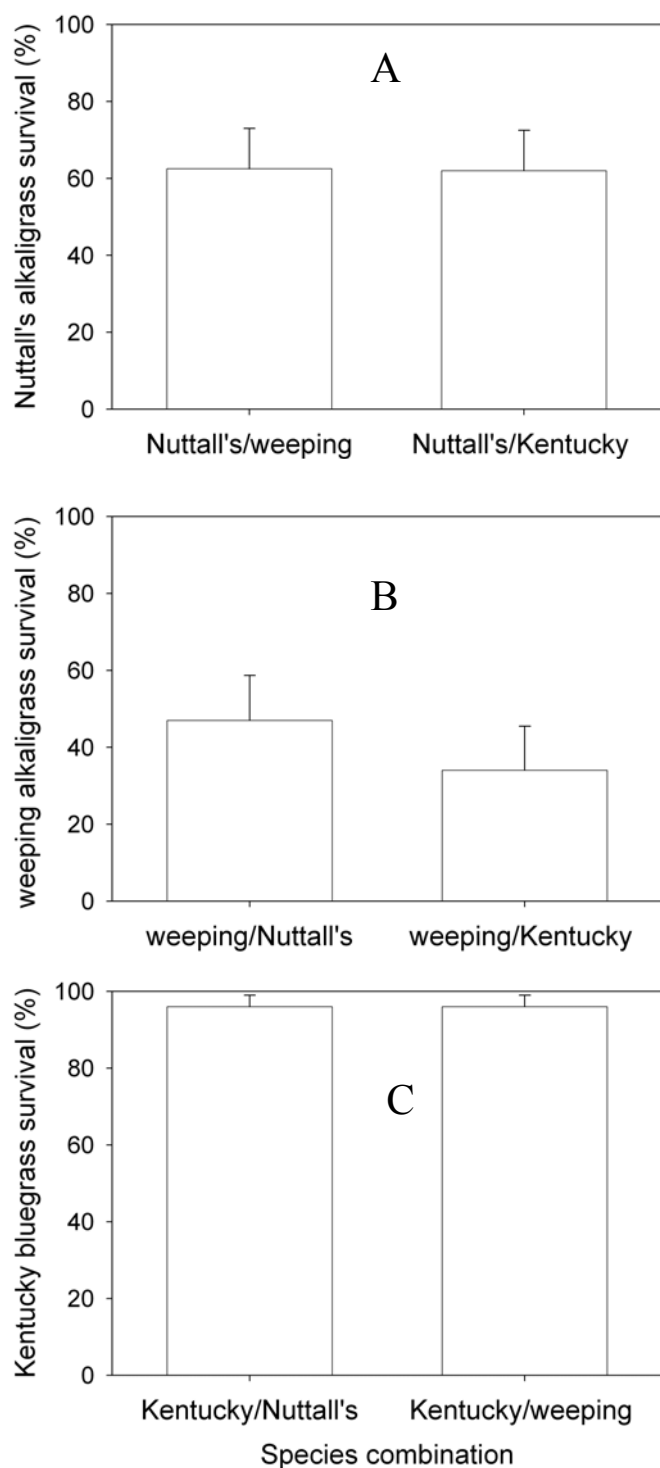 Nuttall's alkaligrass survival (%)
100
80
60
40
20
0
A
Nuttall's/weeping
Nuttall's/Kentucky
weeping alkaligrass survival (%)
100
80
60
40
20
0
B
weeping/Nuttall's
weeping/Kentucky
Kentucky bluegrass survival (%)
100
80
60
40
20
0
C
Kentucky/Nuttall's
Kentucky/weeping
Species combination